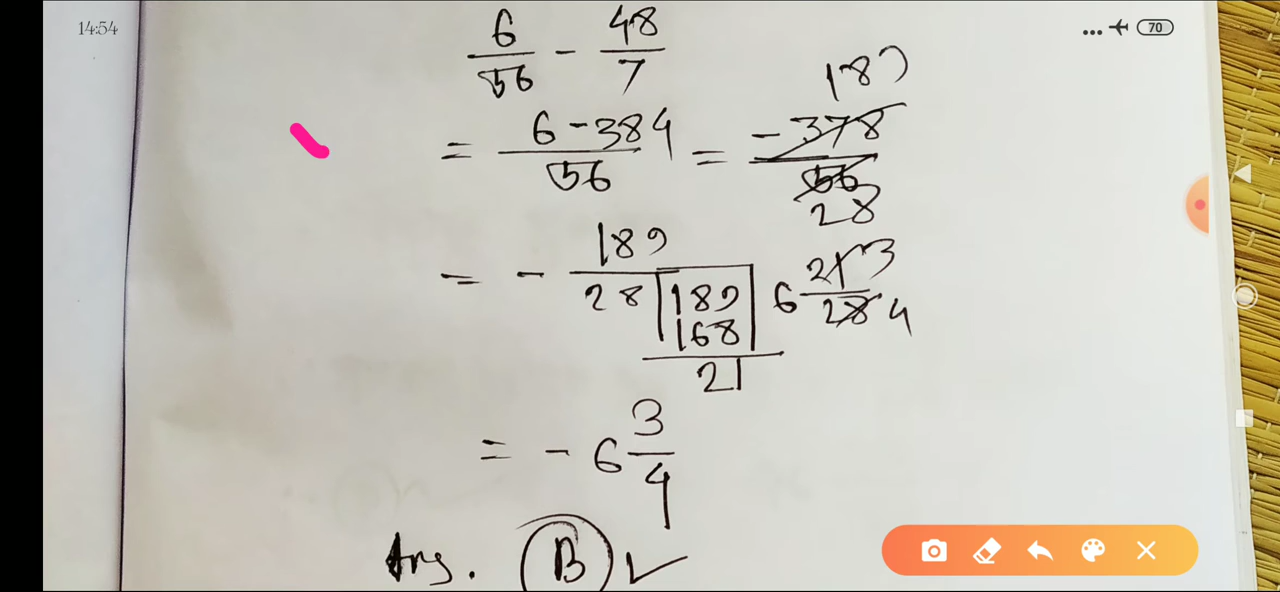 14:54
70
6/56 - 48/7
= 6-384/56 = -378/56 189 28
= - 189/28 28 189 6 21/28 3 4
168
21
= - 6 3/4
Ans. B ✓